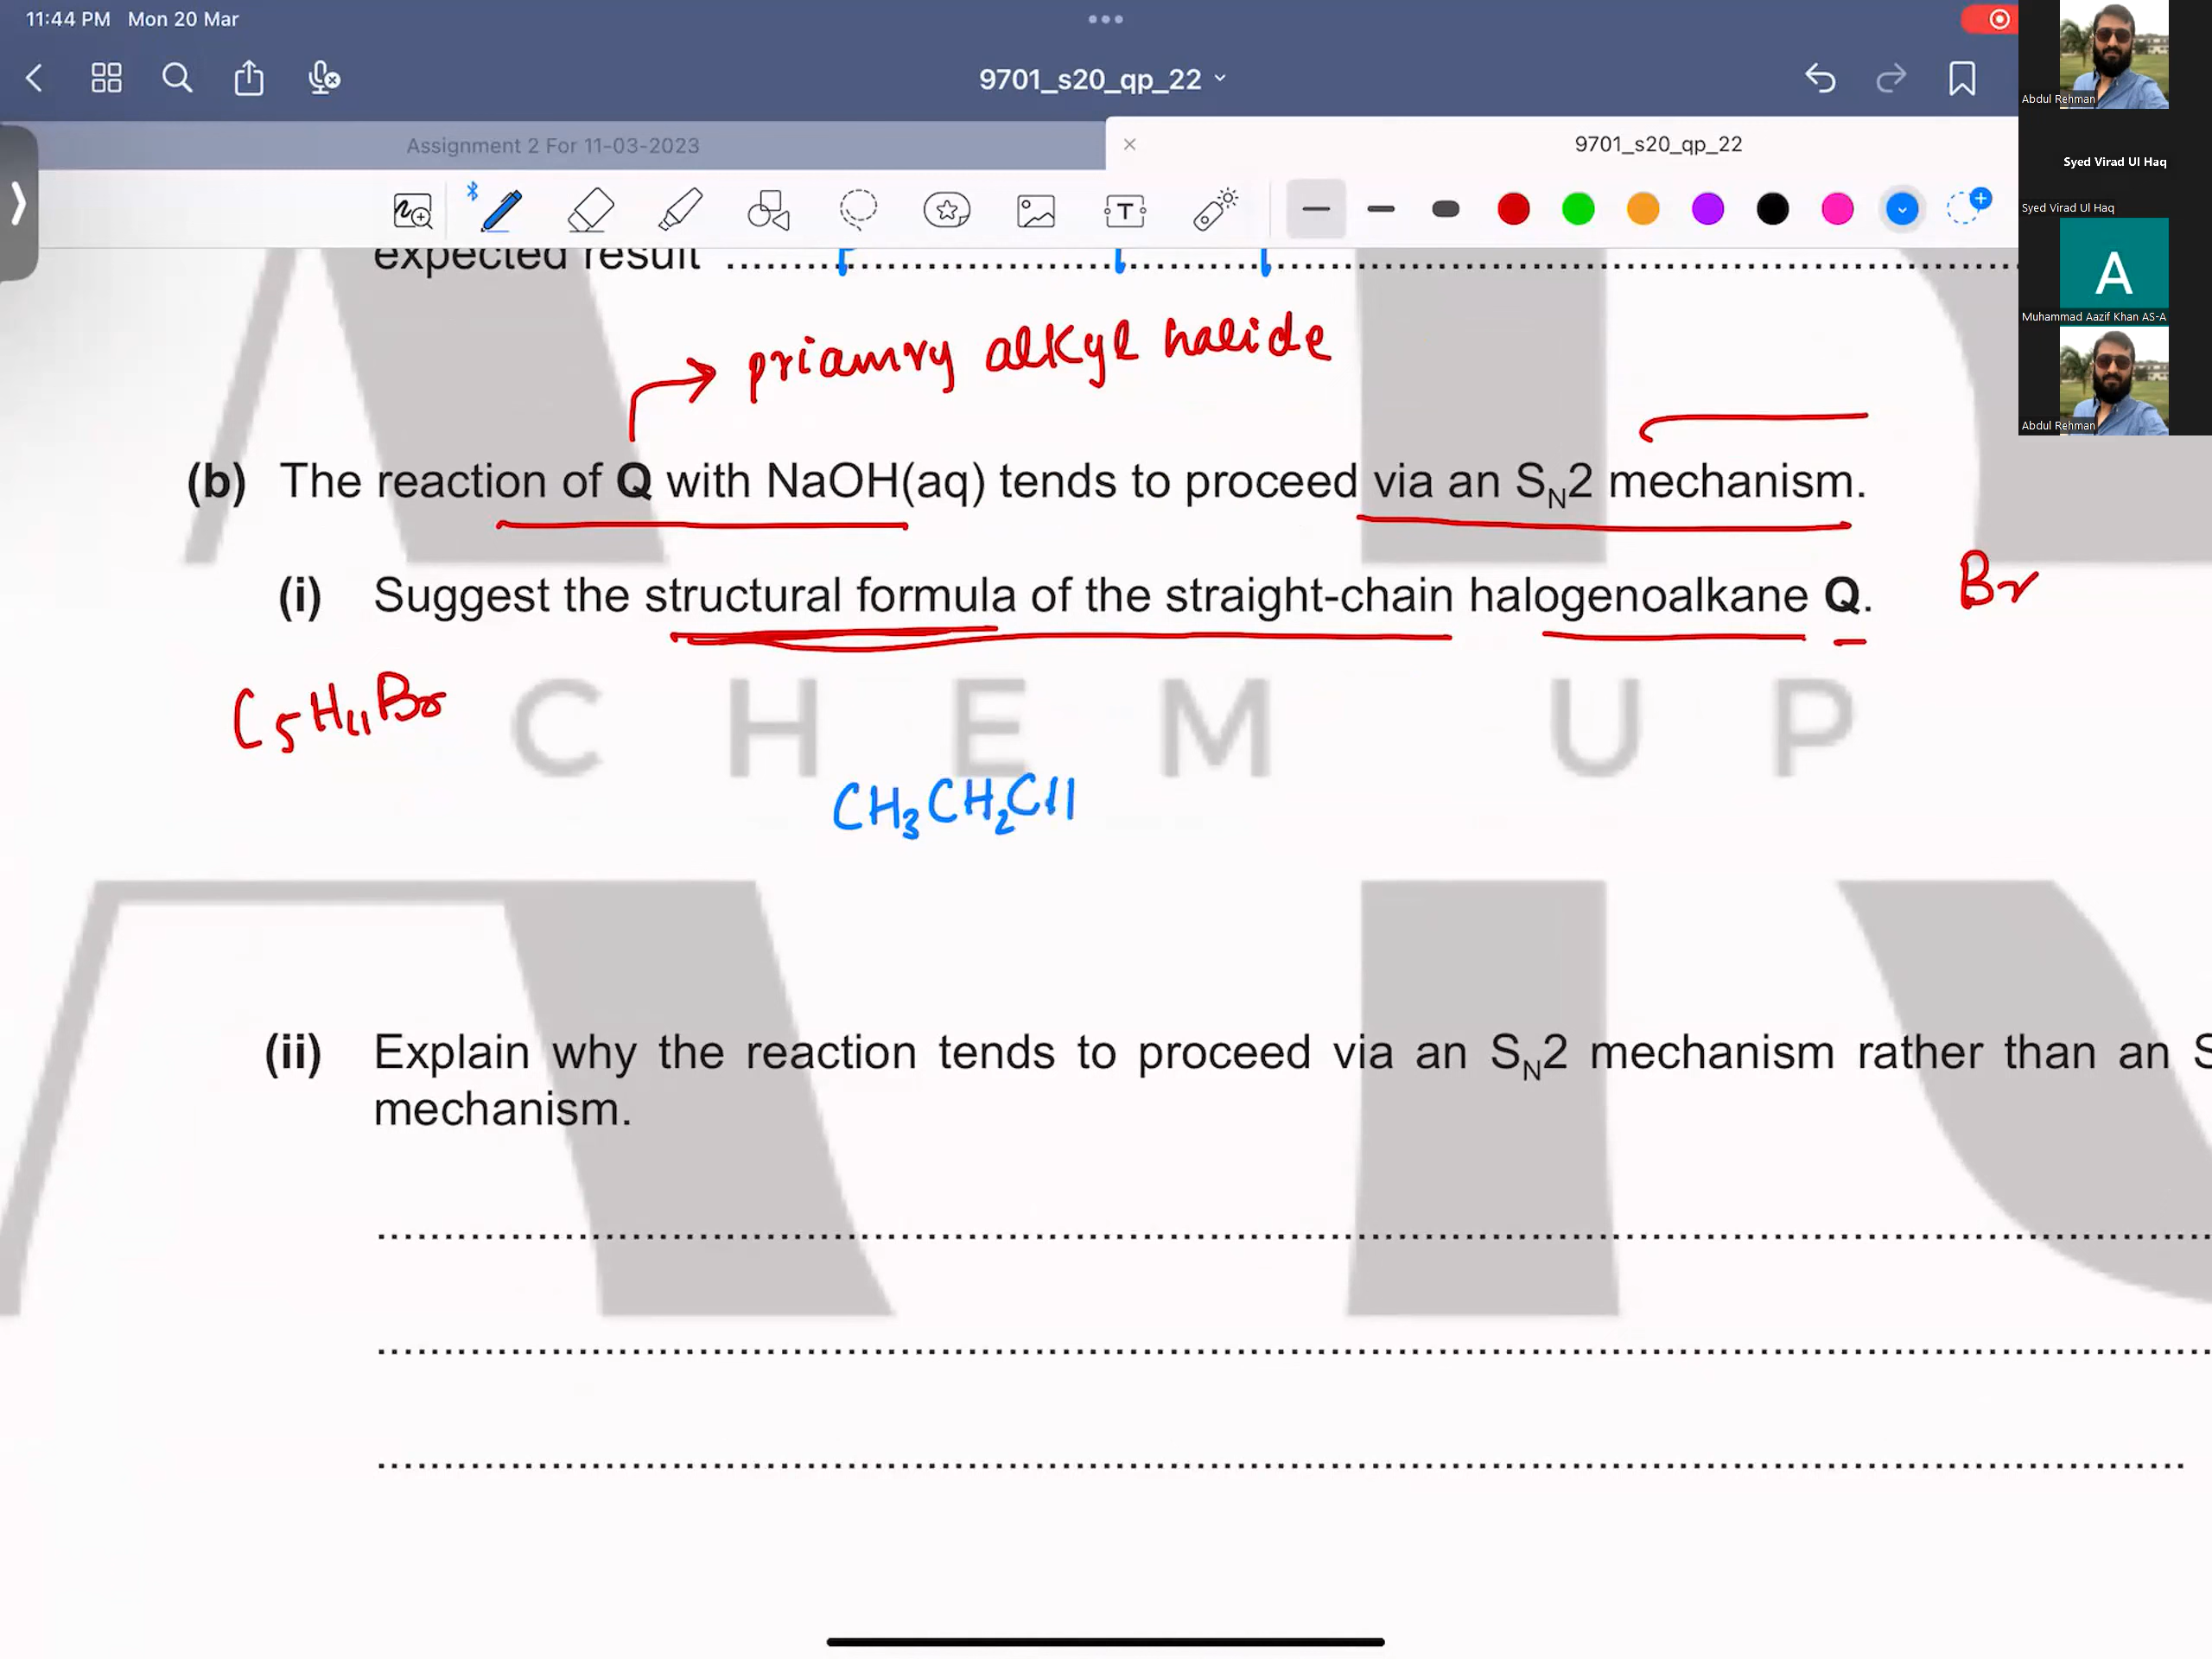 11:44 PM Mon 20 Mar
9701_s20_qp_22
Abdul Rehman
Assignment 2 For 11-03-2023
9701_s20_qp_22
Syed Virad Ul Haq
Syed Virad Ul Haq
A
Muhammad Aazif Khan AS-A
Abdul Rehman
T
expected result
priamry alkyl halide
(b) The reaction of Q with NaOH(aq) tends to proceed via an SN2 mechanism.
(i) Suggest the structural formula of the straight-chain halogenoalkane Q.
Br
C5H11Br
CHEM UP
CH3CH2CH
(ii) Explain why the reaction tends to proceed via an SN2 mechanism rather than an S
mechanism.